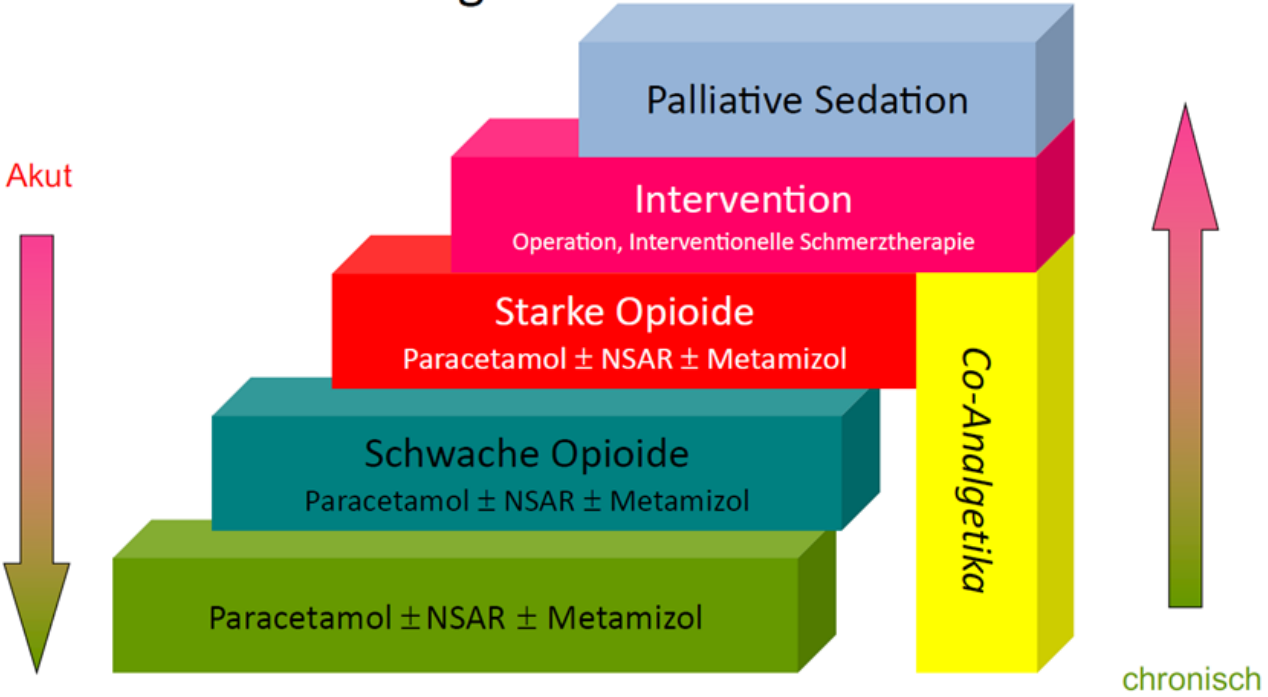 Palliative Sedation
Akut
Intervention
Operation, Interventionelle Schmerztherapie
Starke Opioide
Paracetamol ± NSAR ± Metamizol
Co-Analgetika
Schwache Opioide
Paracetamol ± NSAR ± Metamizol
Paracetamol ± NSAR ± Metamizol
chronisch